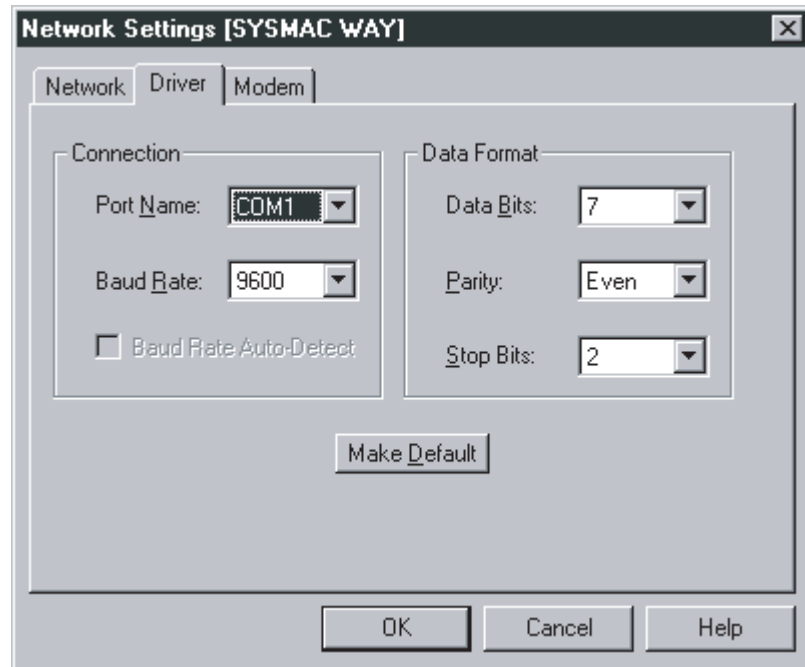 Network Settings [SYSMAC WAY]
Network Driver Modem
Connection
Port Name: COM1
Baud Rate: 9600
Baud Rate Auto-Detect
Data Format
Data Bits: 7
Parity: Even
Stop Bits: 2
Make Default
OK Cancel Help